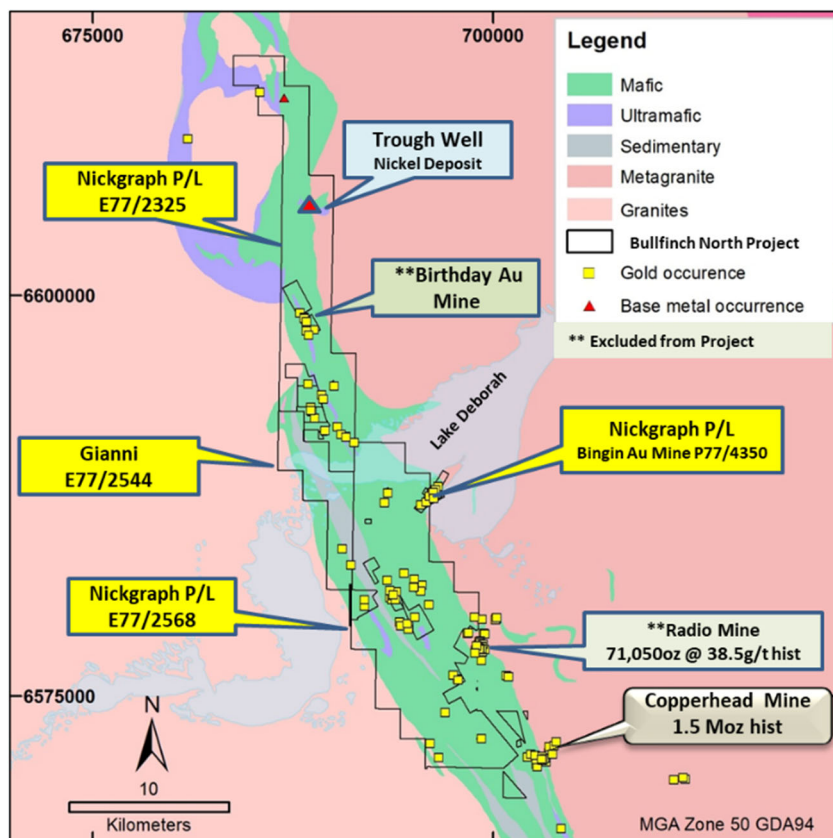 675000
700000
Legend
Mafic
Ultramafic
Sedimentary
Metagranite
Granites
Bullfinch North Project
Gold occurence
Base metal occurrence
** Excluded from Project
Trough Well
Nickel Deposit
Nickgraph P/L
E77/2325
6600000
**Birthday Au
Mine
Lake Deborah
Nickgraph P/L
Bingin Au Mine P77/4350
Gianni
E77/2544
Nickgraph P/L
E77/2568
**Radio Mine
71,050oz @ 38.5g/t hist
6575000
Copperhead Mine
1.5 Moz hist
N
10
Kilometers
MGA Zone 50 GDA94